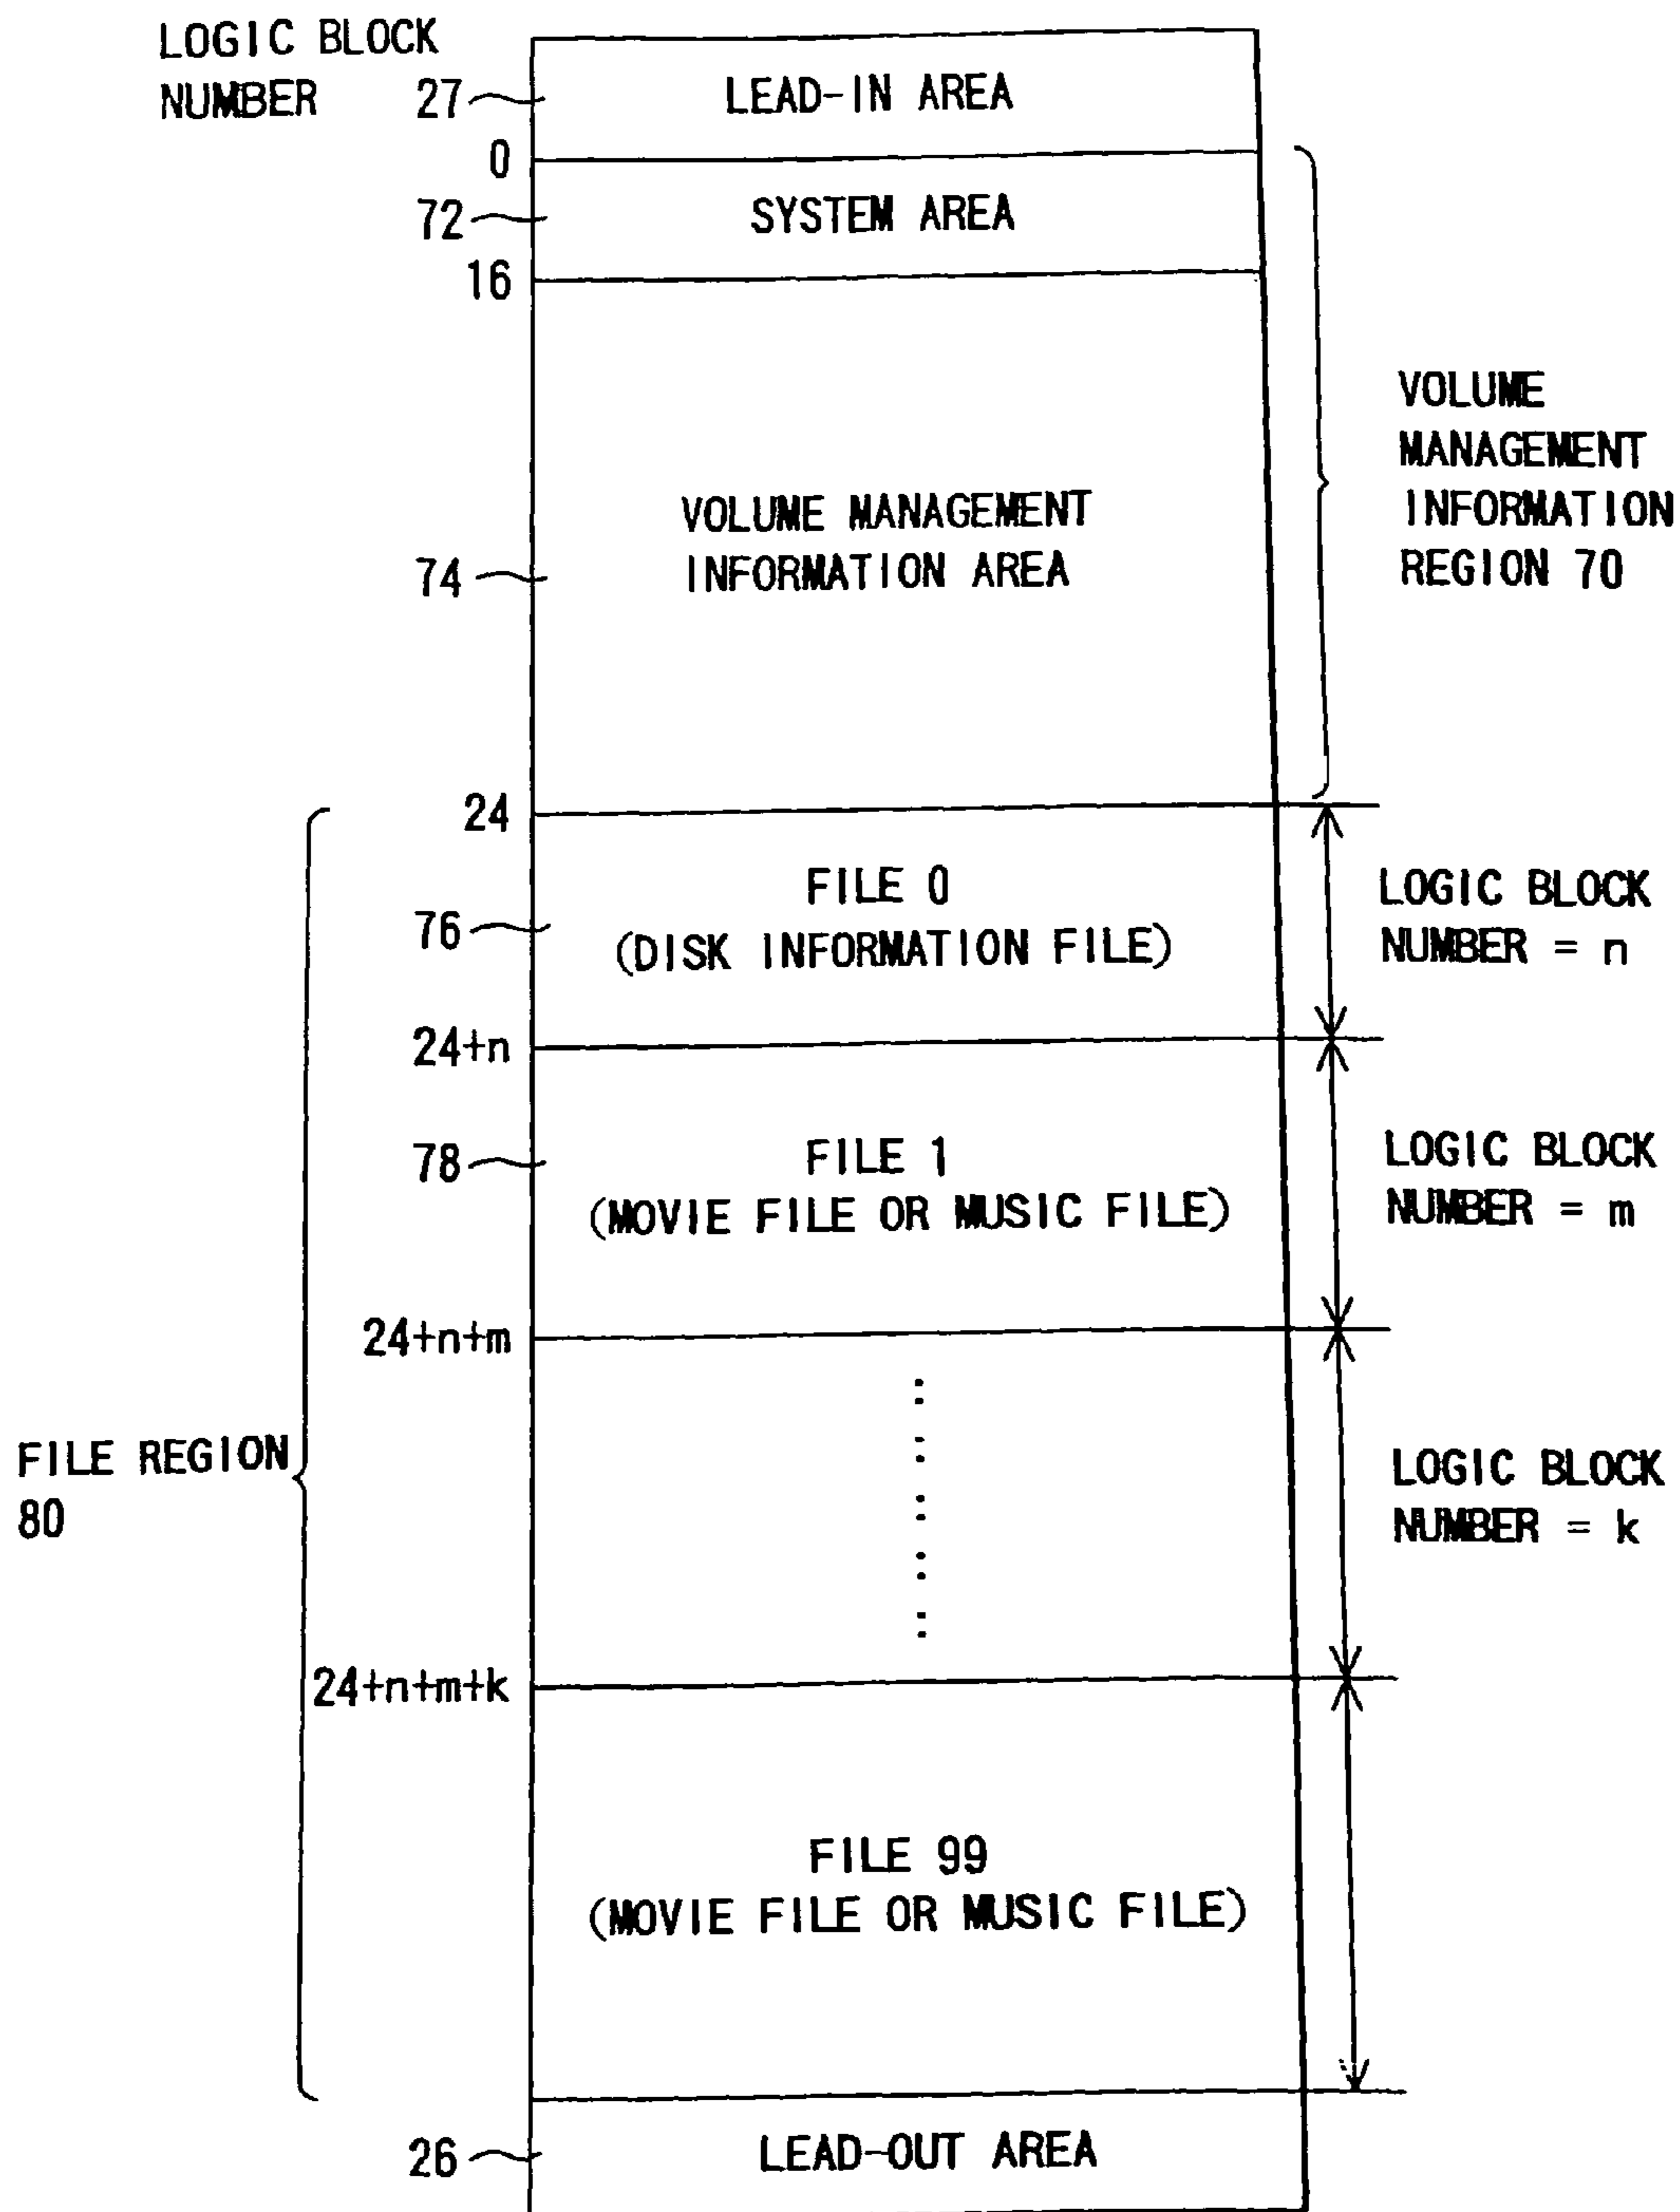 LOGIC BLOCK
NUMBER
27
LEAD-IN AREA
0
72
SYSTEM AREA
16
VOLUME
MANAGEMENT
INFORMATION
REGION 70
VOLUME MANAGEMENT
INFORMATION AREA
74
24
FILE 0
(DISK INFORMATION FILE)
76
LOGIC BLOCK
NUMBER = n
24+n
78
FILE 1
(MOVIE FILE OR MUSIC FILE)
LOGIC BLOCK
NUMBER = m
24+n+m
FILE REGION
80
LOGIC BLOCK
NUMBER = k
24+n+m+k
FILE 99
(MOVIE FILE OR MUSIC FILE)
26
LEAD-OUT AREA